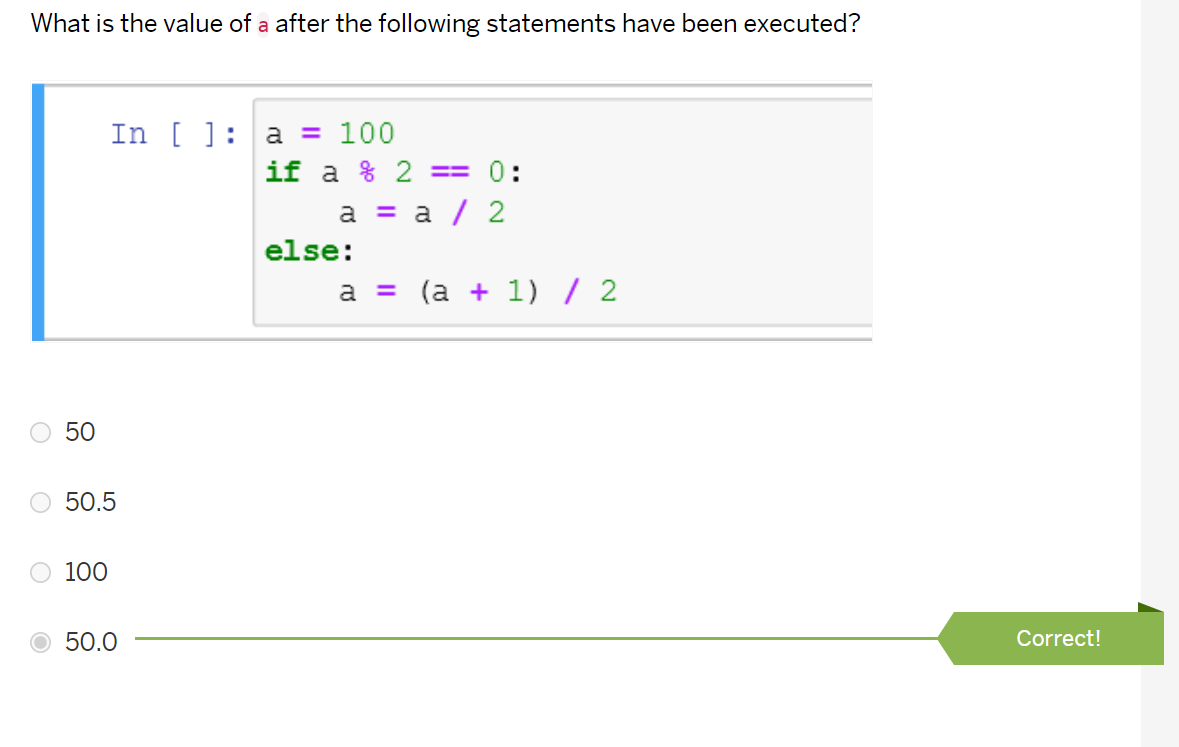 What is the value of a after the following statements have been executed?
In [ ]: a = 100
if a % 2 == 0:
    a = a / 2
else:
    a = (a + 1) / 2
50
50.5
100
50.0
Correct!